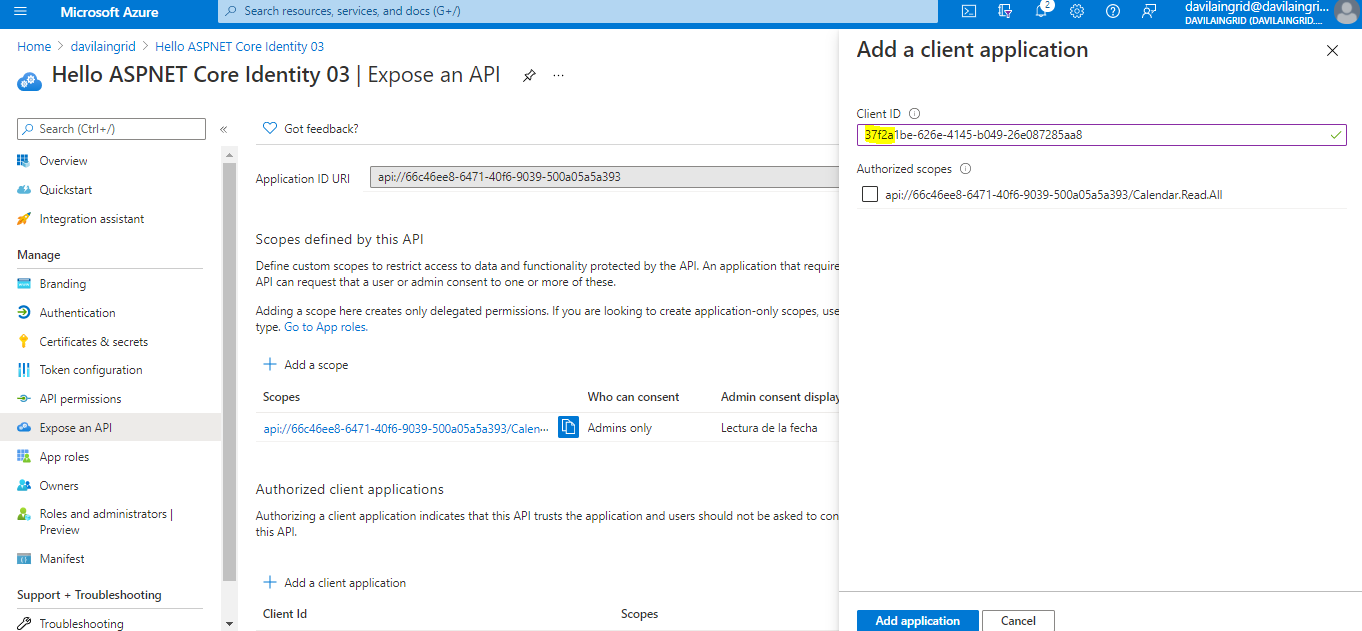 Microsoft Azure
Search resources, services, and docs (G+/)
2
davilaingrid@davilaingri...
DAVILAINGRID (DAVILAINGRID....
Home > davilaingrid > Hello ASPNET Core Identity 03
Hello ASPNET Core Identity 03 | Expose an API
...
Search (Ctrl+/)
«
Overview
Quickstart
Integration assistant
Manage
Branding
Authentication
Certificates & secrets
Token configuration
API permissions
Expose an API
App roles
Owners
Roles and administrators |
Preview
Manifest
Support + Troubleshooting
Troubleshooting
Got feedback?
Application ID URI
api://66c46ee8-6471-40f6-9039-500a05a5a393
Scopes defined by this API
Define custom scopes to restrict access to data and functionality protected by the API. An application that require
API can request that a user or admin consent to one or more of these.
Adding a scope here creates only delegated permissions. If you are looking to create application-only scopes, use
type. Go to App roles.
Add a scope
Scopes Who can consent Admin consent display
api://66c46ee8-6471-40f6-9039-500a05a5a393/Calen... Admins only Lectura de la fecha
Authorized client applications
Authorizing a client application indicates that this API trusts the application and users should not be asked to con
this API.
Add a client application
Client Id Scopes
Add a client application
Client ID
37f2a1be-626e-4145-b049-26e087285aa8
Authorized scopes
api://66c46ee8-6471-40f6-9039-500a05a5a393/Calendar.Read.All
Add application Cancel